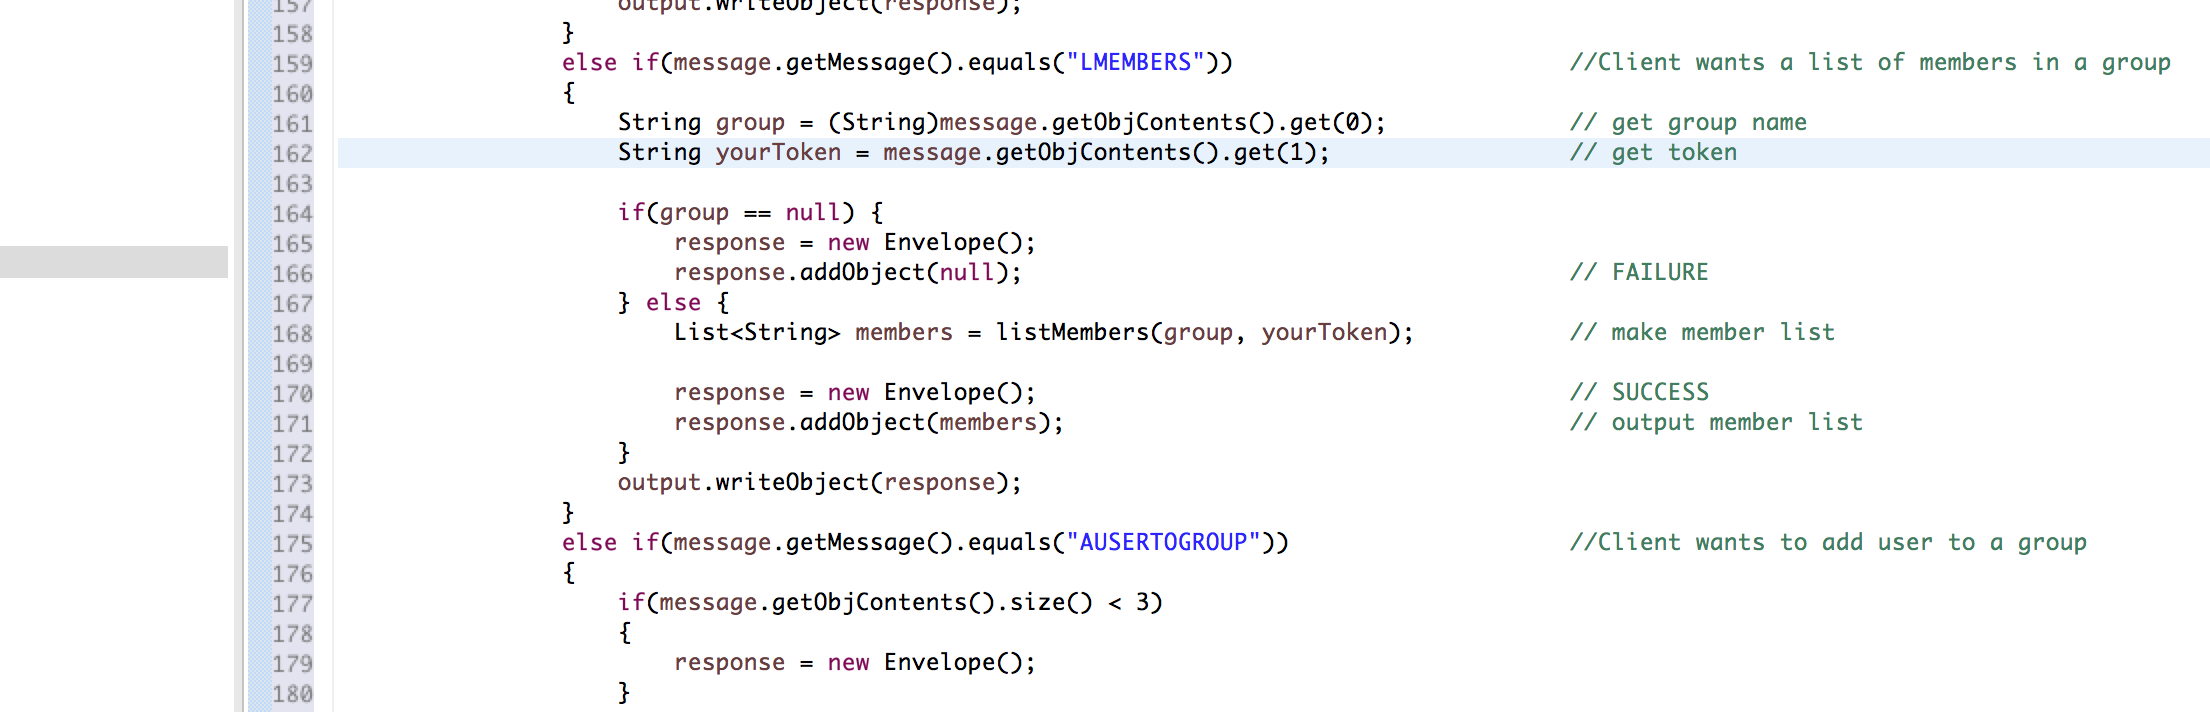 157 output.writeObject(response);
158 }
159 else if(message.getMessage().equals("LMEMBERS")) //Client wants a list of members in a group
160 {
161 String group = (String)message.getObjContents().get(0); // get group name
162 String yourToken = message.getObjContents().get(1); // get token
163
164 if(group == null) {
165 response = new Envelope();
166 response.addObject(null); // FAILURE
167 } else {
168 List<String> members = listMembers(group, yourToken); // make member list
169
170 response = new Envelope(); // SUCCESS
171 response.addObject(members); // output member list
172 }
173 output.writeObject(response);
174 }
175 else if(message.getMessage().equals("AUSERTOGROUP")) //Client wants to add user to a group
176 {
177 if(message.getObjContents().size() < 3)
178 {
179 response = new Envelope();
180 }